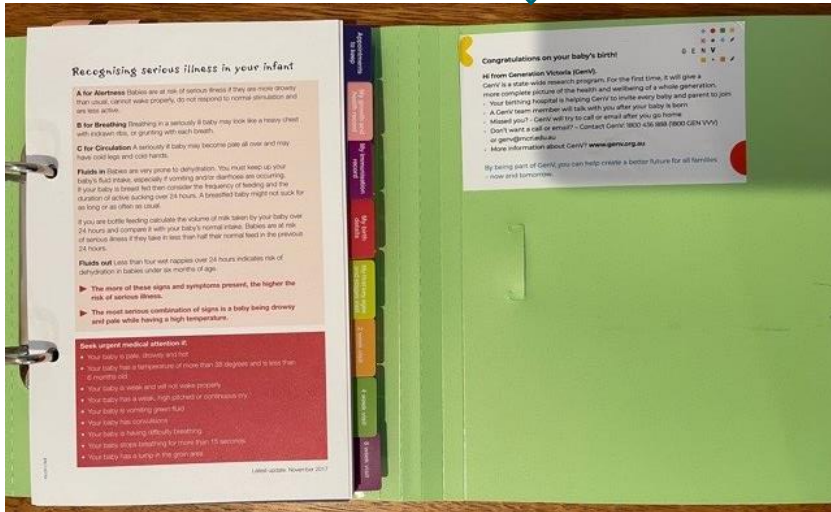 Recognising serious illness in your infant
A for Alertness Babies are at risk of serious illness if they are more drowsy
than usual, cannot wake properly, do not respond to normal stimulation and
are less active.
B for Breathing Breathing in a seriously ill baby may look like a heavy chest
with indrawn ribs, or grunting with each breath.
C for Circulation A seriously ill baby may become pale all over and may
have cold legs and cold hands.
Fluids in Babies are very prone to dehydration. You must keep up your
baby's fluid intake, especially if vomiting and/or diarrhoea are occurring.
If your baby is breast fed then consider the frequency of feeding and the
duration of active sucking over 24 hours. A breastfed baby might not suck for
as long or as often as usual.
If you are bottle feeding calculate the volume of milk taken by your baby over
24 hours and compare it with your baby's normal intake. Babies are at risk
of serious illness if they take in less than half their normal feed in the previous
24 hours.
Fluids out Less than four wet nappies over 24 hours indicates risk of
dehydration in babies under six months of age.
The more of these signs and symptoms present, the higher the
risk of serious illness.
The most serious combination of signs is a baby being drowsy
and pale while having a high temperature.
Seek urgent medical attention if:
• Your baby is pale, drowsy and hot
• Your baby has a temperature of more than 38 degrees and is less than
6 months old
• Your baby is weak and will not wake properly
• Your baby has a weak, high pitched or continuous cry
• Your baby is vomiting green fluid
• Your baby has convulsions
• Your baby is having difficulty breathing
• Your baby stops breathing for more than 15 seconds
• Your baby has a lump in the groin area
Latest update: November 2017
Appointments
to keep
My growth and
health record
My immunisation
record
My birth
details
2 week visit
4 week visit
8 week visit
GENV
Congratulations on your baby's birth!
Hi from Generation Victoria (GenV).
GenV is a state-wide research program. For the first time, it will give a
more complete picture of the health and wellbeing of a whole generation.
- Your birthing hospital is helping GenV to invite every baby and parent to join
- A GenV team member will talk with you after your baby is born
- Missed you? - GenV will try to call or email after you go home
- Don't want a call or email? - Contact GenV: 1800 436 888 (1800 GEN VVV)
or genv@mcri.edu.au
- More information about GenV? www.genv.org.au
By being part of GenV, you can help create a better future for all families
- now and tomorrow.